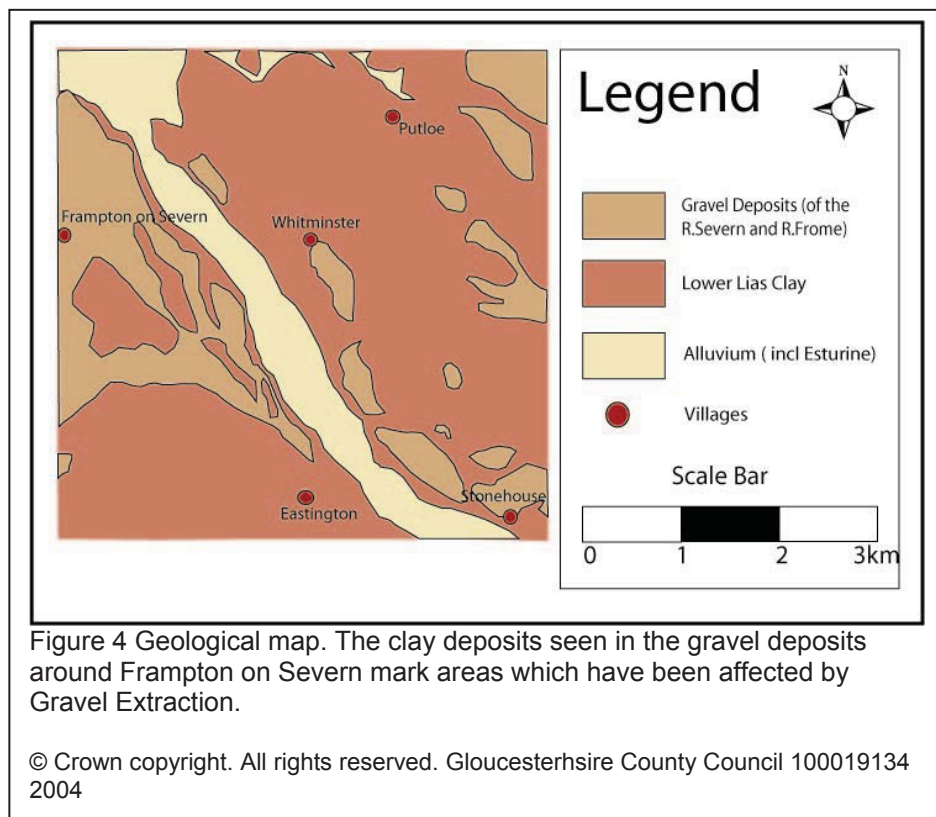 Legend
N
Putloe
Frampton on Severn
Whitminster
Gravel Deposits (of the
R.Severn and R.Frome)
Lower Lias Clay
Alluvium ( incl Esturine)
Villages
Scale Bar
Stonehouse
Eastington
0 1 2 3km
Figure 4 Geological map. The clay deposits seen in the gravel deposits
around Frampton on Severn mark areas which have been affected by
Gravel Extraction.
© Crown copyright. All rights reserved. Gloucesterhsire County Council 100019134
2004